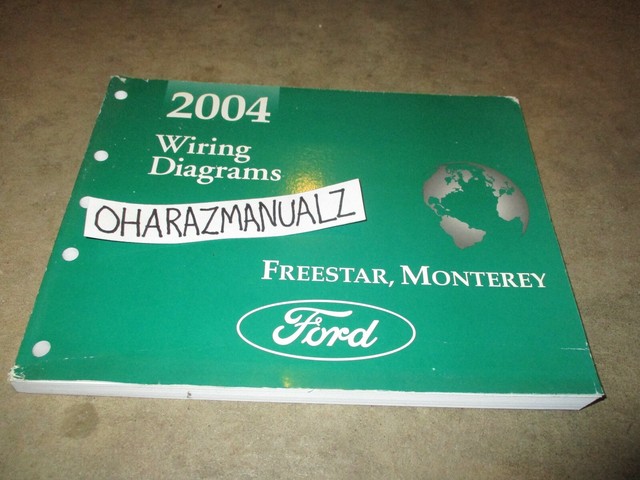 2004
Wiring
Diagrams
OHARAZMANUALZ
FREESTAR, MONTEREY
Ford